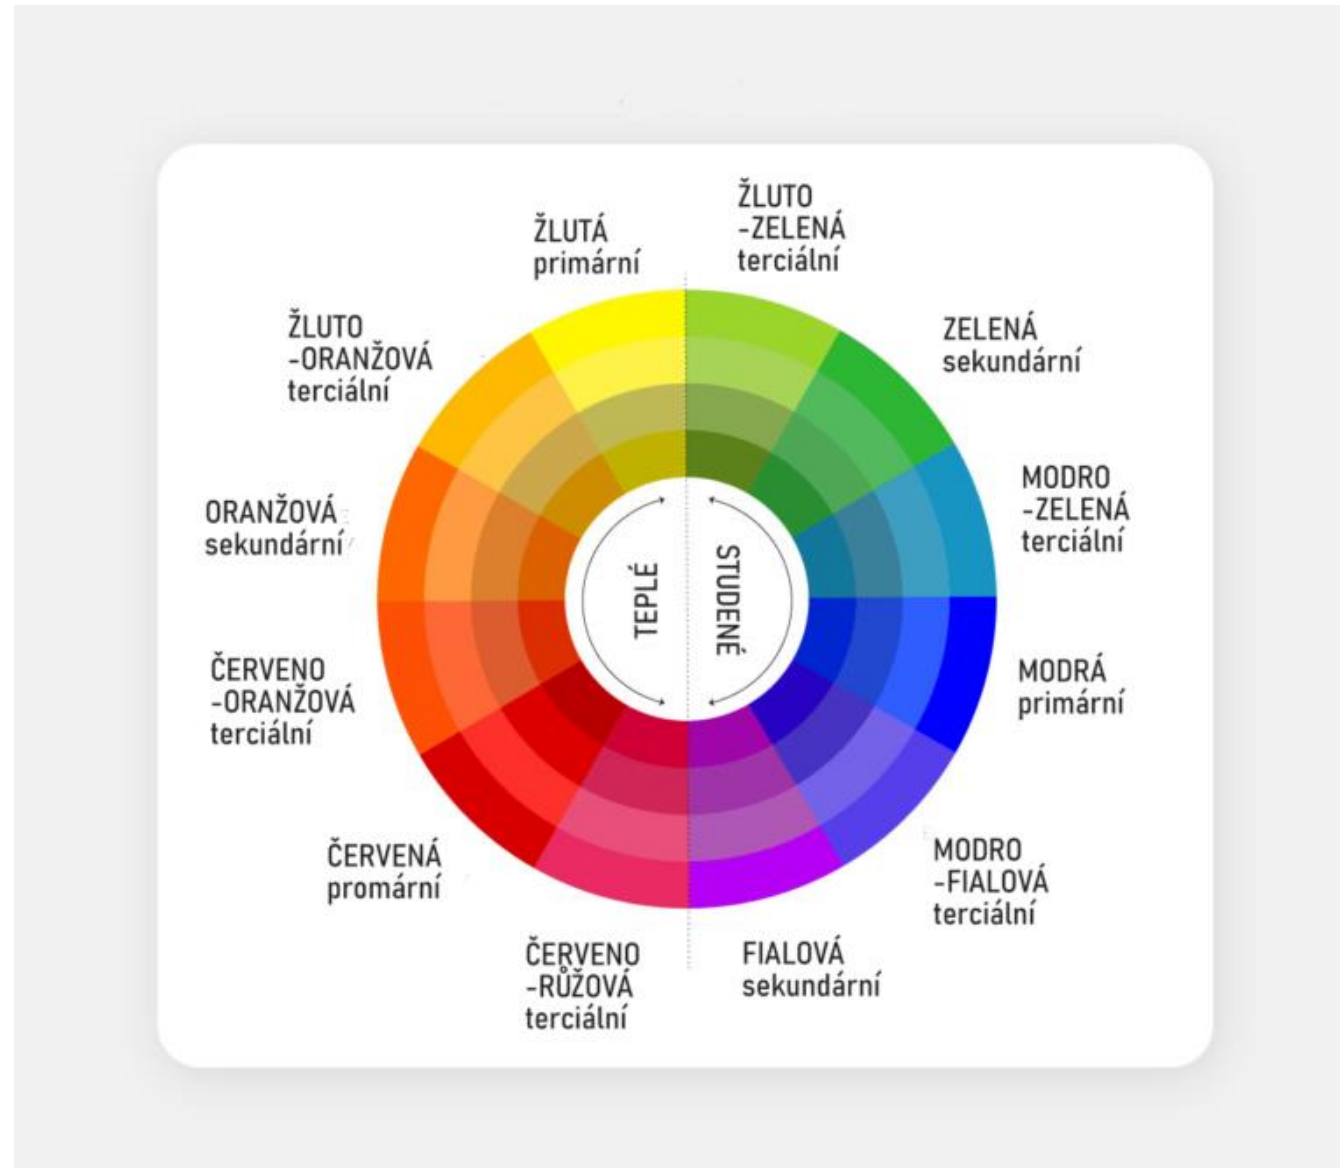 ŽLUTÁ
primární
ŽLUTO
-ZELENÁ
terciální
ZELENÁ
sekundární
MODRO
-ZELENÁ
terciální
MODRÁ
primární
MODRO
-FIALOVÁ
terciální
FIALOVÁ
sekundární
ČERVENO
-RŮŽOVÁ
terciální
ČERVENÁ
promární
ČERVENO
-ORANŽOVÁ
terciální
ORANŽOVÁ
sekundární
ŽLUTO
-ORANŽOVÁ
terciální
TEPLÉ
STUDENÉ